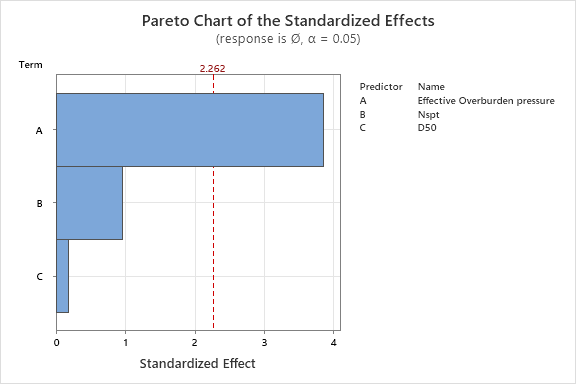 Pareto Chart of the Standardized Effects
(response is Ø, α = 0.05)
Term
2.262
Predictor Name
A Effective Overburden pressure
B Nspt
C D50
A
B
C
0 1 2 3 4
Standardized Effect